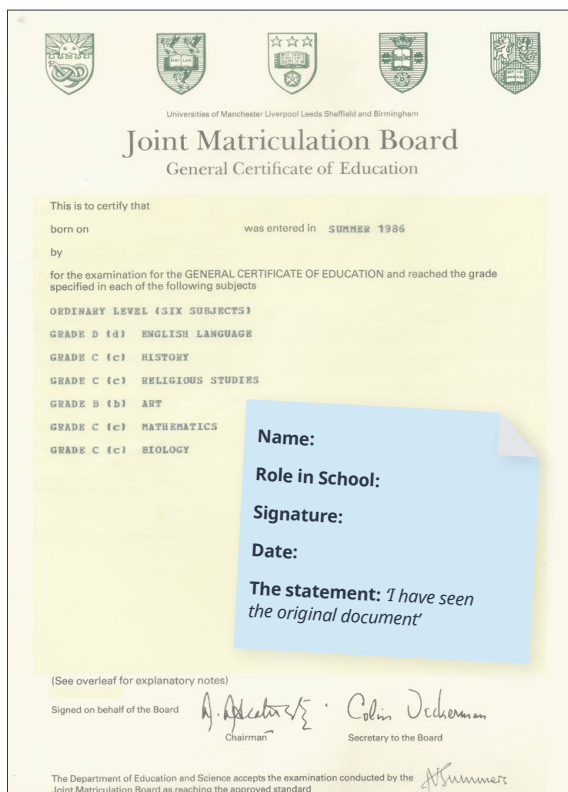 Universities of Manchester Liverpool Leeds Sheffield and Birmingham
Joint Matriculation Board
General Certificate of Education
This is to certify that
born on was entered in SUMMER 1986
by
for the examination for the GENERAL CERTIFICATE OF EDUCATION and reached the grade
specified in each of the following subjects
ORDINARY LEVEL (SIX SUBJECTS)
GRADE D (d) ENGLISH LANGUAGE
GRADE C (c) HISTORY
GRADE C (c) RELIGIOUS STUDIES
GRADE B (b) ART
GRADE C (c) MATHEMATICS
GRADE C (c) BIOLOGY
Name:
Role in School:
Signature:
Date:
The statement: ‘I have seen
the original document’
(See overleaf for explanatory notes)
Signed on behalf of the Board
Chairman Secretary to the Board
The Department of Education and Science accepts the examination conducted by the
Joint Matriculation Board as reaching the approved standard